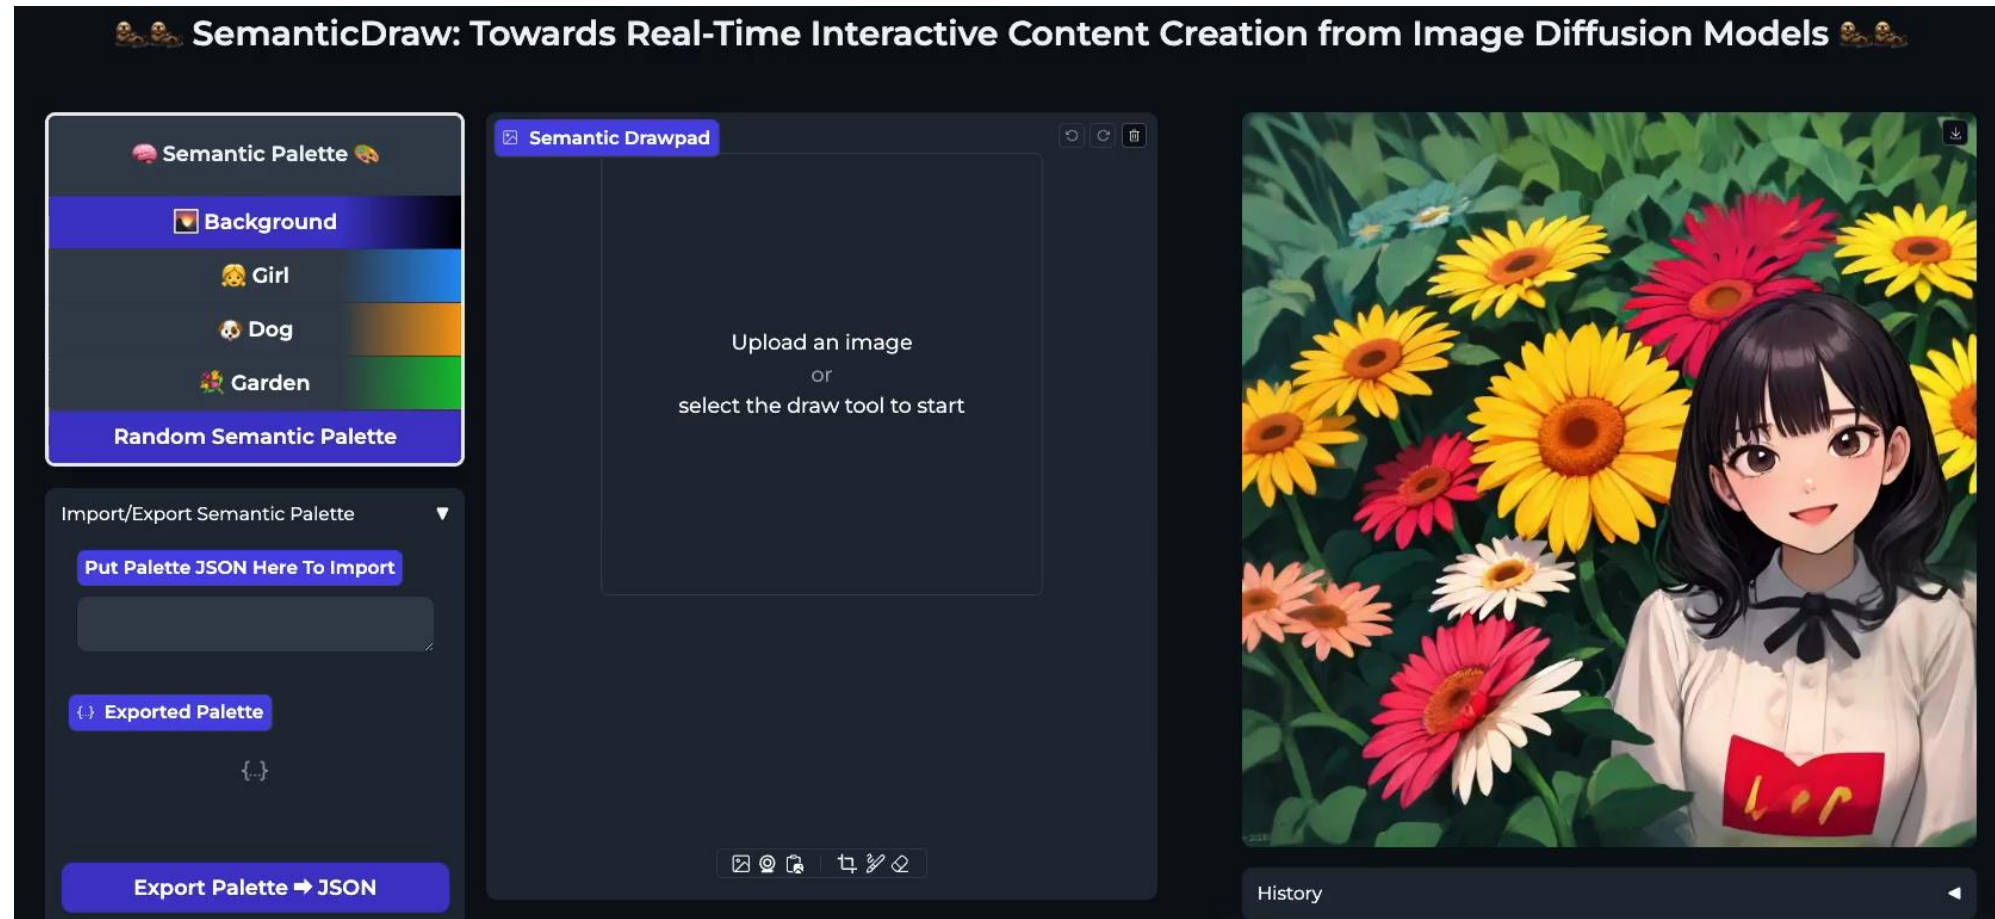 SemanticDraw: Towards Real-Time Interactive Content Creation from Image Diffusion Models
Semantic Palette
Background
Girl
Dog
Garden
Random Semantic Palette
Import/Export Semantic Palette
Put Palette JSON Here To Import
{..} Exported Palette
{...}
Export Palette ➡ JSON
Semantic Drawpad
Upload an image
or
select the draw tool to start
History